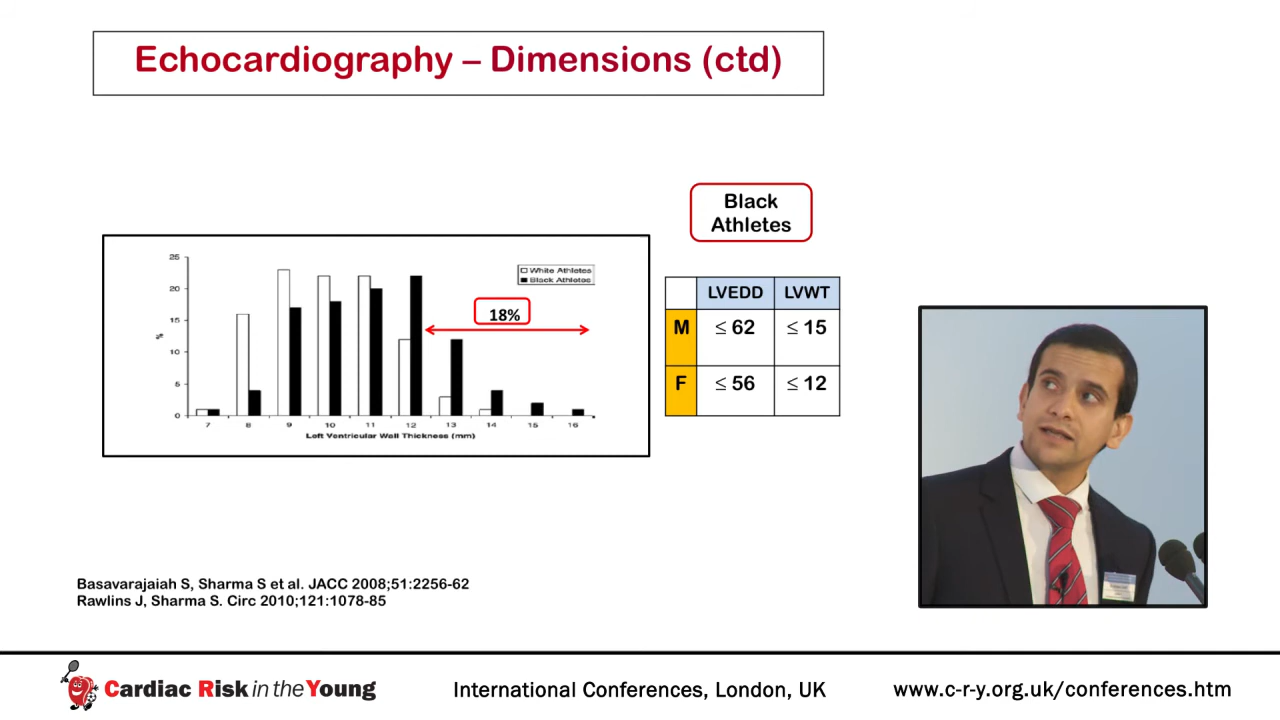 Echocardiography – Dimensions (ctd)
Black
Athletes
25
20
15
10
5
0
%
White Athletes
Black Athletes
18%
7 8 9 10 11 12 13 14 15 16
Left Ventricular Wall Thickness (mm)
LVEDD LVWT
M ≤ 62 ≤ 15
F ≤ 56 ≤ 12
Basavarajaiah S, Sharma S et al. JACC 2008;51:2256-62
Rawlins J, Sharma S. Circ 2010;121:1078-85
Cardiac Risk in the Young
International Conferences, London, UK
www.c-r-y.org.uk/conferences.htm